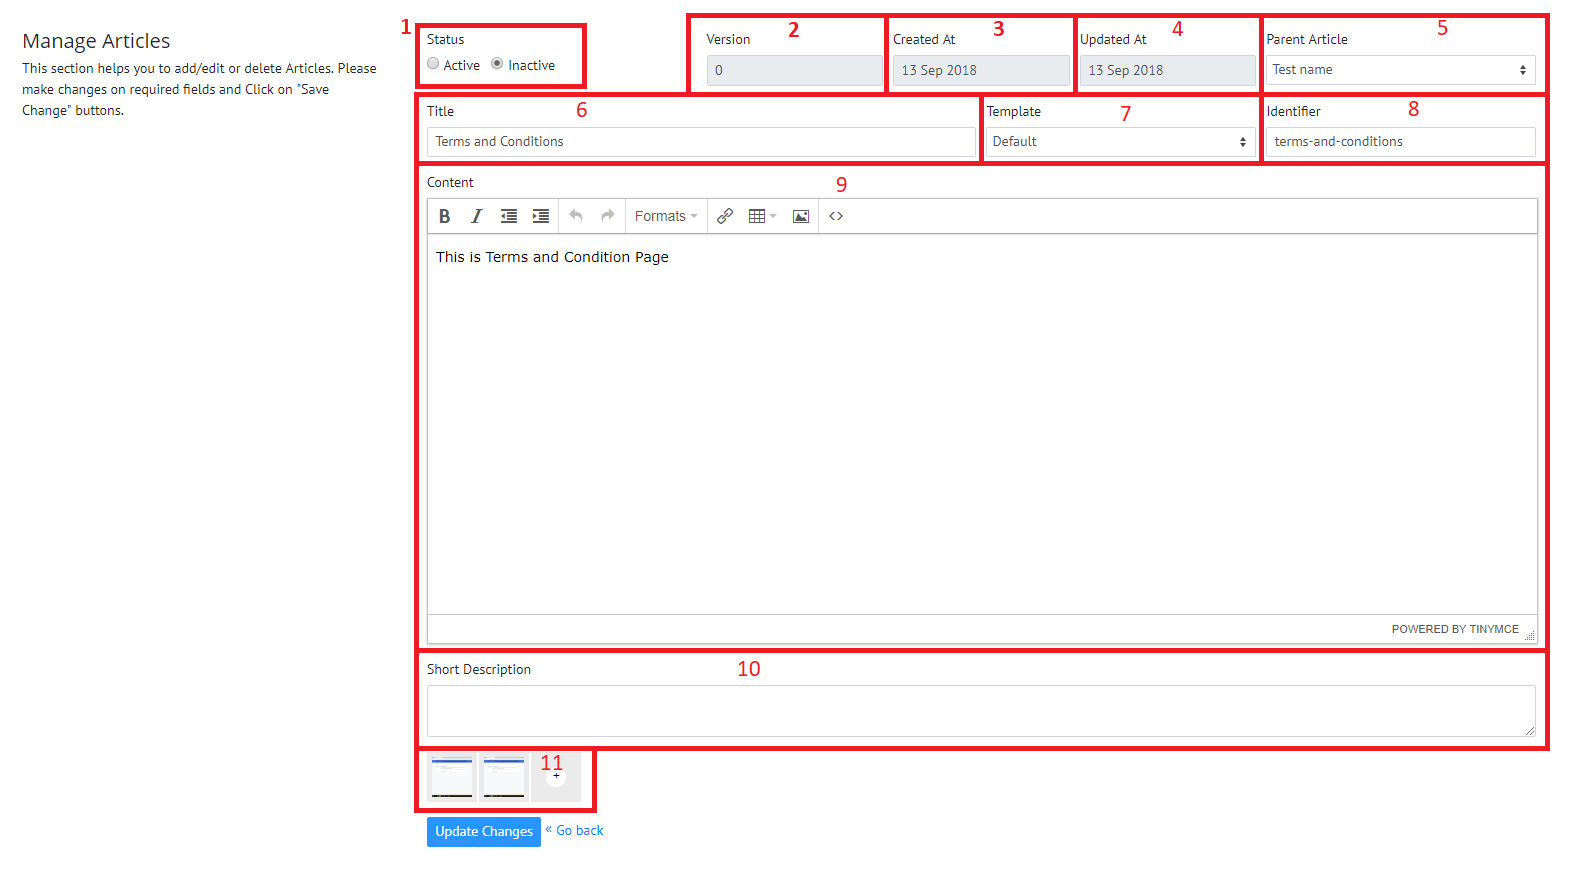 Manage Articles
This section helps you to add/edit or delete Articles. Please
make changes on required fields and Click on "Save
Change" buttons.
1
Status
Active Inactive
Version 2
0
Created At 3
13 Sep 2018
Updated At 4
13 Sep 2018
Parent Article 5
Test name
Title 6
Terms and Conditions
Template 7
Default
Identifier 8
terms-and-conditions
Content 9
B I Formats <>
This is Terms and Condition Page
POWERED BY TINYMCE
Short Description 10
11
+
Update Changes « Go back